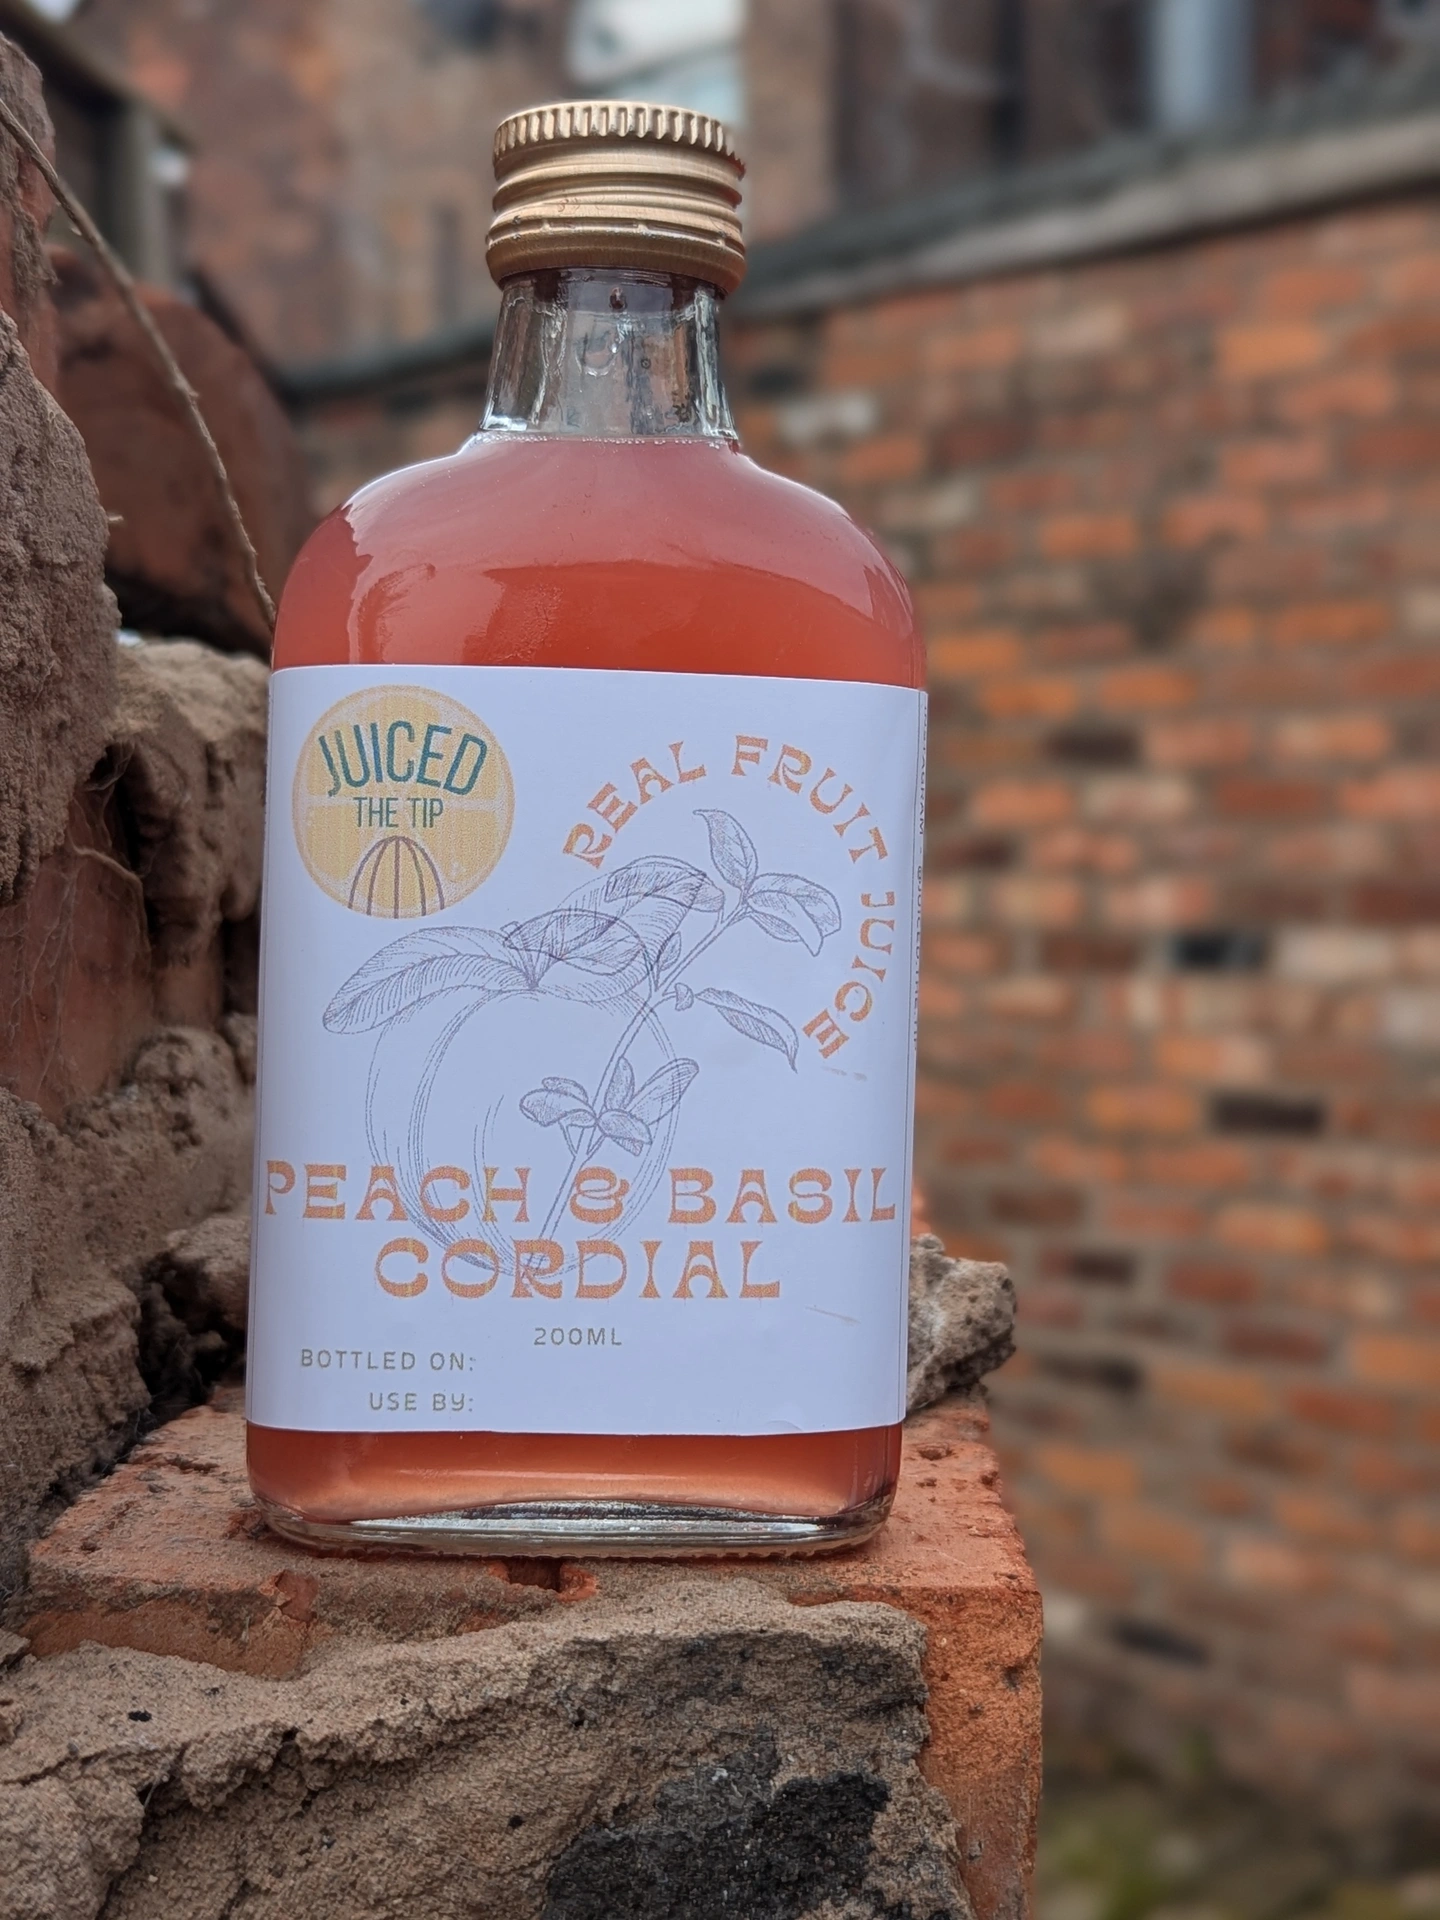 JUICED
THE TIP
REAL FRUIT JUICE
PEACH & BASIL
CORDIAL
200ML
BOTTLED ON:
USE BY: